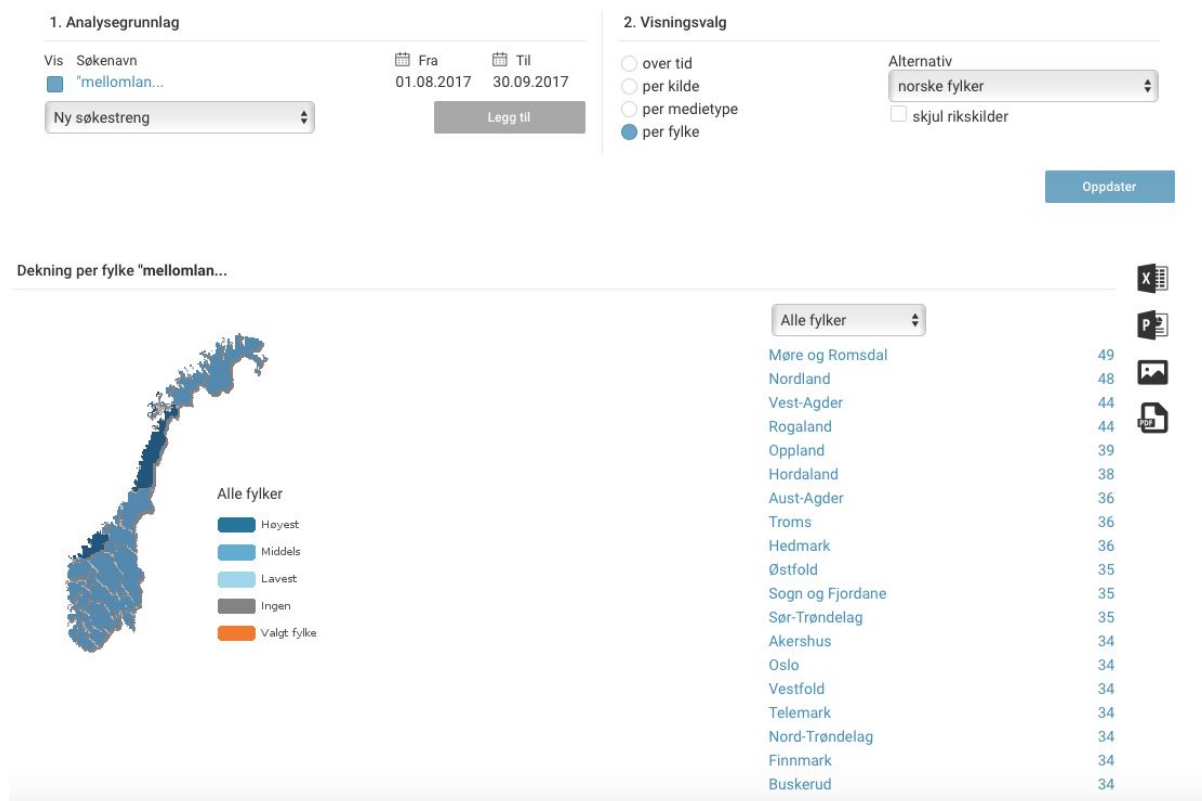 1. Analysegrunnlag
Vis Søkenavn
Fra
Til
"mellomlan...
01.08.2017
30.09.2017
Ny søkestreng
Legg til
2. Visningsvalg
over tid
per kilde
per medietype
per fylke
Alternativ
norske fylker
skjul rikskilder
Oppdater
Dekning per fylke "mellomlan...
Alle fylker
Høyest
Middels
Lavest
Ingen
Valgt fylke
Alle fylker
Møre og Romsdal 49
Nordland 48
Vest-Agder 44
Rogaland 44
Oppland 39
Hordaland 38
Aust-Agder 36
Troms 36
Hedmark 36
Østfold 35
Sogn og Fjordane 35
Sør-Trøndelag 35
Akershus 34
Oslo 34
Vestfold 34
Telemark 34
Nord-Trøndelag 34
Finnmark 34
Buskerud 34
X
P
PDF